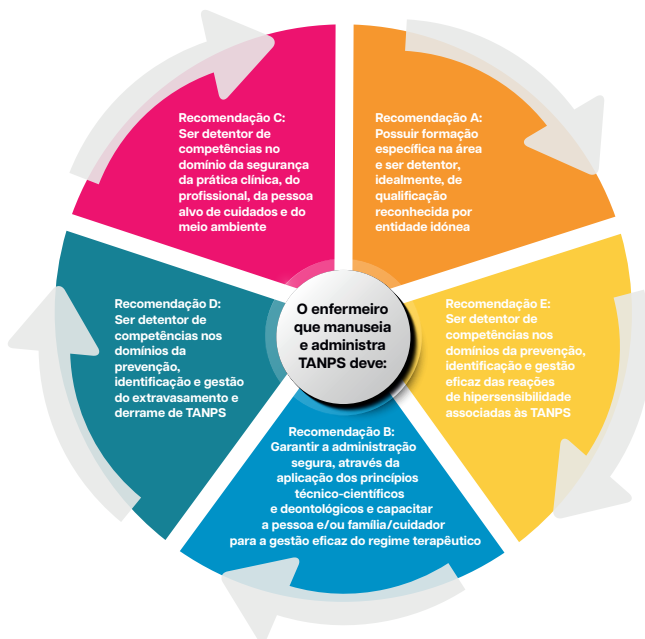 Recomendação C:
Ser detentor de
competências no
domínio da segurança
da prática clínica, do
profissional, da pessoa
alvo de cuidados e do
meio ambiente
Recomendação A:
Possuir formação
específica na área
e ser detentor,
idealmente, de
qualificação
reconhecida por
entidade idónea
Recomendação D:
Ser detentor de
competências nos
domínios da
prevenção,
identificação e gestão
do extravasamento e
derrame de TANPS
O enfermeiro
que manuseia
e administra
TANPS deve:
Recomendação E:
Ser detentor de
competências nos
domínios da prevenção,
identificação e gestão
eficaz das reações
de hipersensibilidade
associadas às TANPS
Recomendação B:
Garantir a administração
segura, através da
aplicação dos princípios
técnico-científicos
e deontológicos e capacitar
a pessoa e/ou família/cuidador
para a gestão eficaz do regime terapêutico